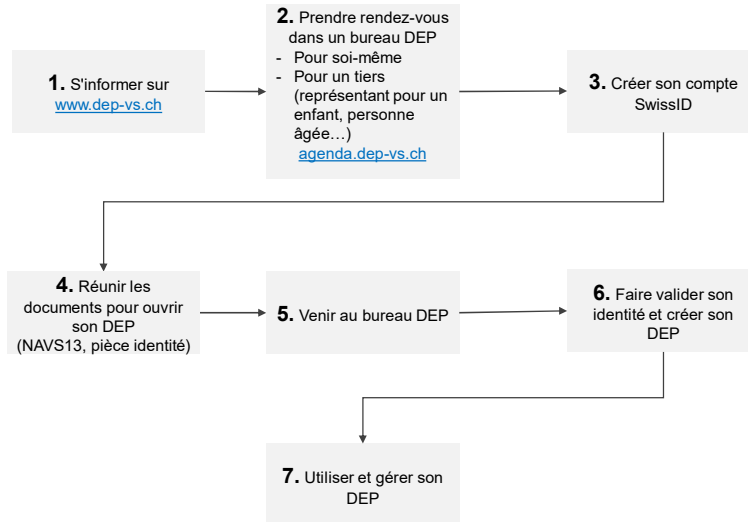 1. S'informer sur
www.dep-vs.ch
2. Prendre rendez-vous
dans un bureau DEP
- Pour soi-même
- Pour un tiers
(représentant pour un
enfant, personne
âgée…)
agenda.dep-vs.ch
3. Créer son compte
SwissID
4. Réunir les
documents pour ouvrir
son DEP
(NAVS13, pièce identité)
5. Venir au bureau DEP
6. Faire valider son
identité et créer son
DEP
7. Utiliser et gérer son
DEP